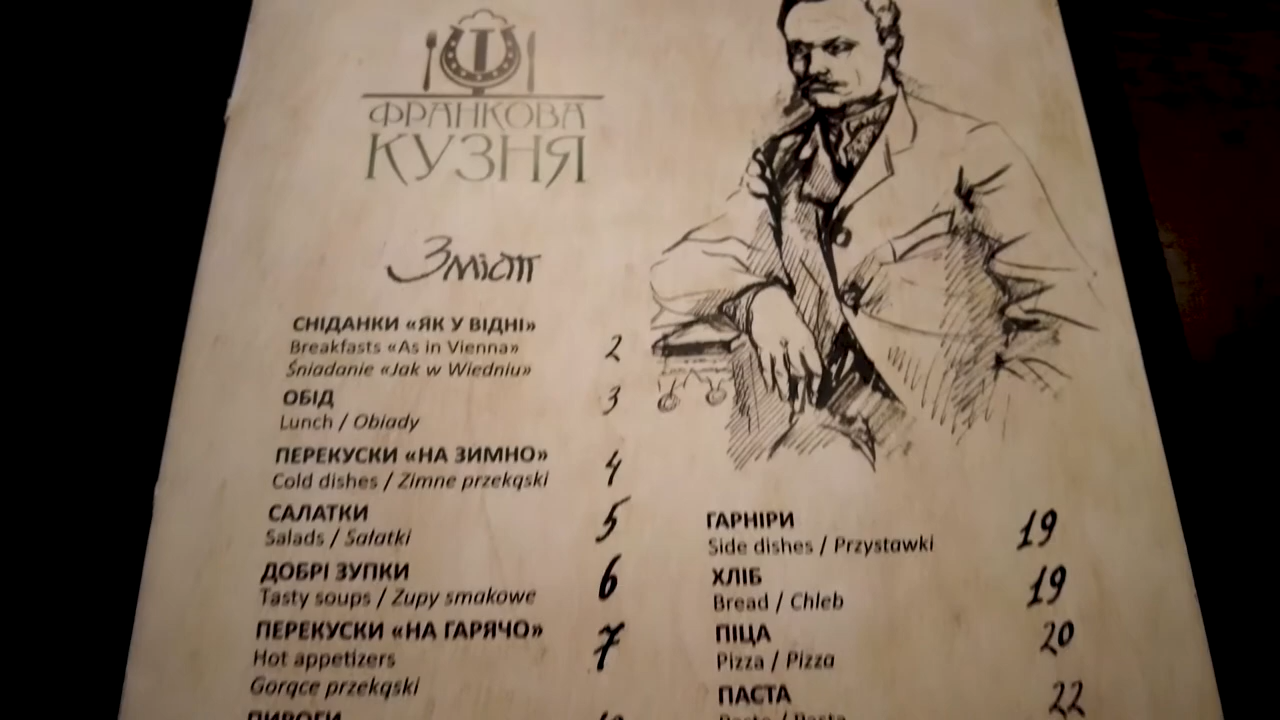 ФРАНКОВА
КУЗНЯ
Зміст
СНІДАНКИ «ЯК У ВІДНІ»
Breakfasts «As in Vienna» 2
Śniadanie «Jak w Wiedniu»
ОБІД 3
Lunch / Obiady
ПЕРЕКУСКИ «НА ЗИМНО» 4
Cold dishes / Zimne przekąski
САЛАТКИ 5
Salads / Sałatki
ДОБРІ ЗУПКИ 6
Tasty soups / Zupy smakowe
ПЕРЕКУСКИ «НА ГАРЯЧО» 7
Hot appetizers
Gorące przekąski
ПИРОГИ
ГАРНІРИ 19
Side dishes / Przystawki
ХЛІБ 19
Bread / Chleb
ПІЦА 20
Pizza / Pizza
ПАСТА 22